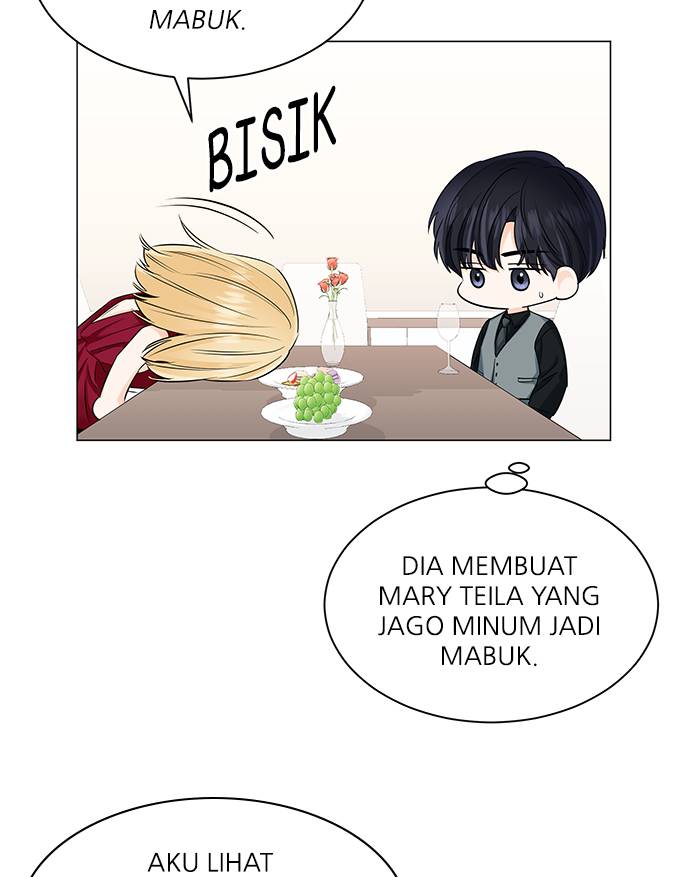 MABUK.
BISIK
DIA MEMBUAT
MARY TEILA YANG
JAGO MINUM JADI
MABUK.
AKU LIHAT